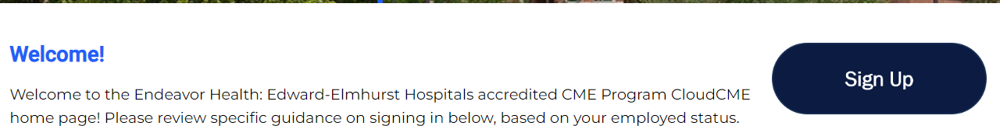 Welcome!
Sign Up
Welcome to the Endeavor Health: Edward-Elmhurst Hospitals accredited CME Program CloudCME
home page! Please review specific guidance on signing in below, based on your employed status.